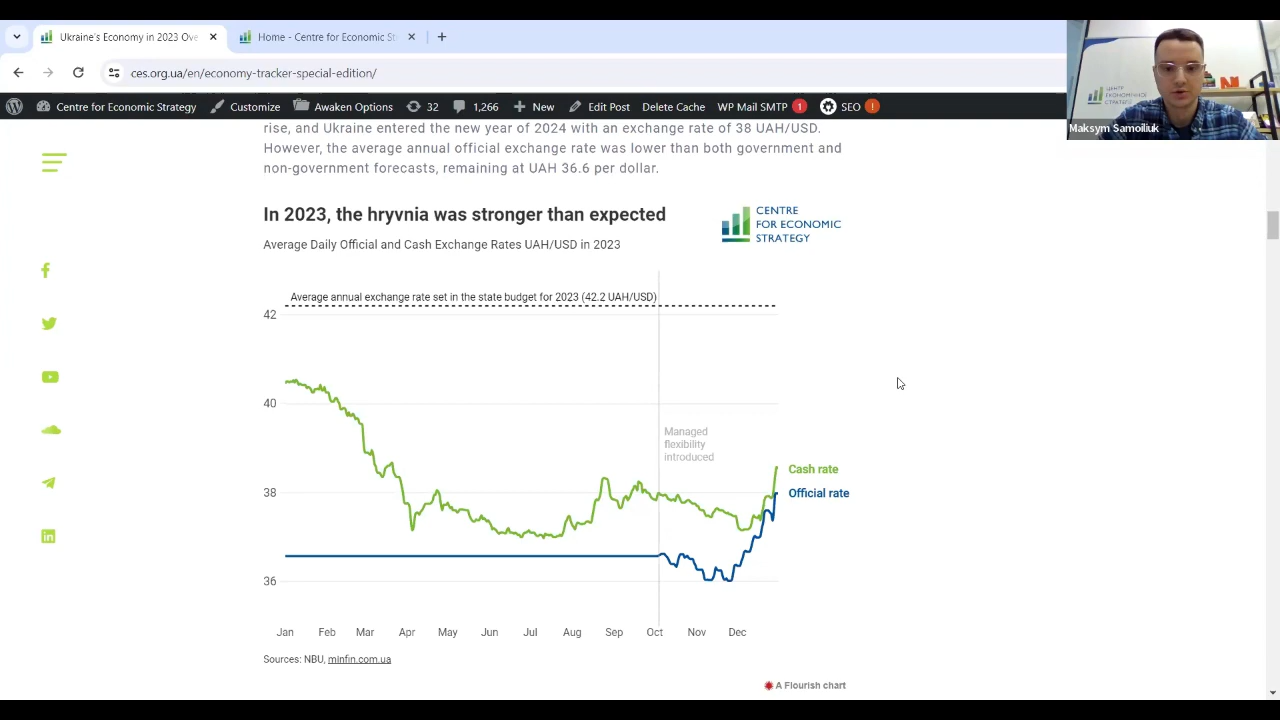 Ukraine's Economy in 2023 Ove
Home - Centre for Economic St
ces.org.ua/en/economy-tracker-special-edition/
Centre for Economic Strategy Customize Awaken Options 35 1,266 New Edit Post Delete Cache WP Mail SMTP 1 SEO !
Maksym Samoiliuk
rise, and Ukraine entered the new year of 2024 with an exchange rate of 38 UAH/USD.
However, the average annual official exchange rate was lower than both government and
non-government forecasts, remaining at UAH 36.6 per dollar.
In 2023, the hryvnia was stronger than expected
CENTRE
FOR ECONOMIC
STRATEGY
Average Daily Official and Cash Exchange Rates UAH/USD in 2023
Average annual exchange rate set in the state budget for 2023 (42.2 UAH/USD)
42
40
Managed
flexibility
introduced
Cash rate
38
Official rate
36
Jan Feb Mar Apr May Jun Jul Aug Sep Oct Nov Dec
Sources: NBU, minfin.com.ua
A Flourish chart